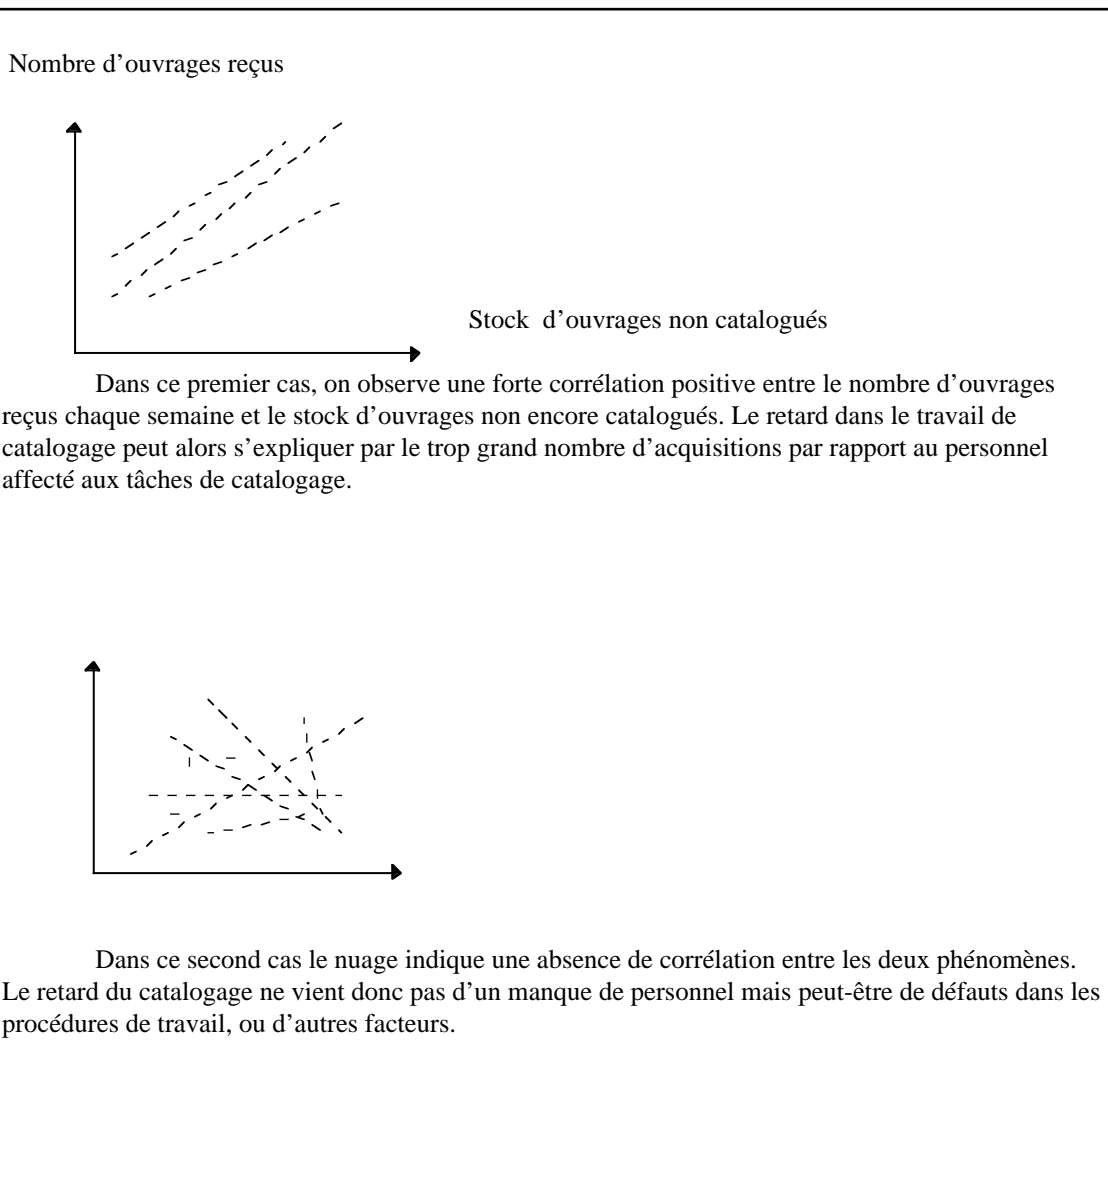 Nombre d’ouvrages reçus
Stock  d’ouvrages non catalogués
Dans ce premier cas, on observe une forte corrélation positive entre le nombre d’ouvrages
reçus chaque semaine et le stock d’ouvrages non encore catalogués. Le retard dans le travail de
catalogage peut alors s’expliquer par le trop grand nombre d’acquisitions par rapport au personnel
affecté aux tâches de catalogage.
Dans ce second cas le nuage indique une absence de corrélation entre les deux phénomènes.
Le retard du catalogage ne vient donc pas d’un manque de personnel mais peut-être de défauts dans les
procédures de travail, ou d’autres facteurs.